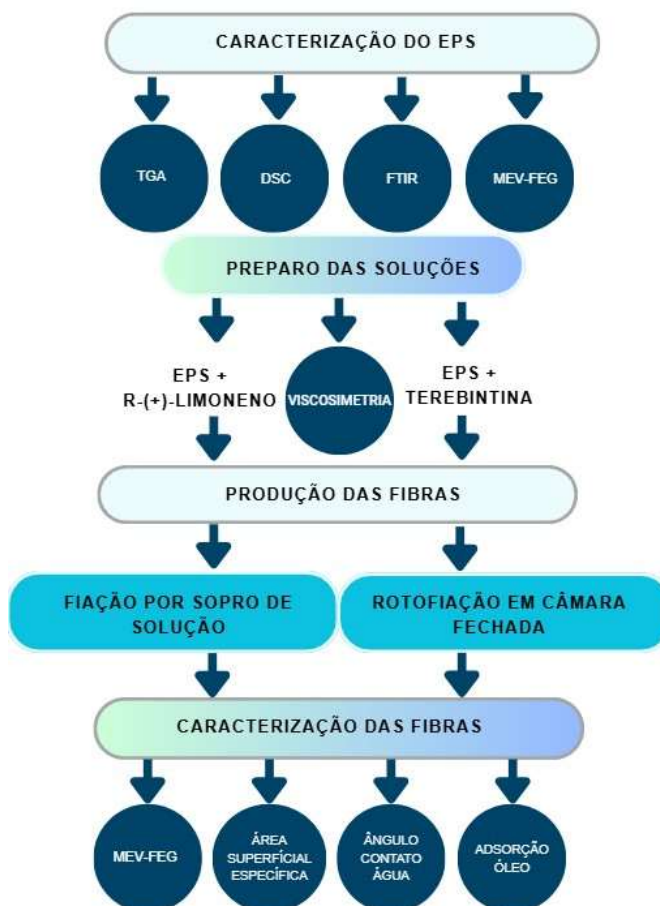 CARACTERIZAÇÃO DO EPS
TGA
DSC
FTIR
MEV-FEG
PREPARO DAS SOLUÇÕES
EPS +
R-(+)-LIMONENO
VISCOSIMETRIA
EPS +
TEREBINTINA
PRODUÇÃO DAS FIBRAS
FIAÇÃO POR SOPRO DE
SOLUÇÃO
ROTOFIAÇÃO EM CÂMARA
FECHADA
CARACTERIZAÇÃO DAS FIBRAS
MEV-FEG
ÁREA
SUPERFÍCIAL
ESPECÍFICA
ÂNGULO
CONTATO
ÁGUA
ADSORÇÃO
ÓLEO